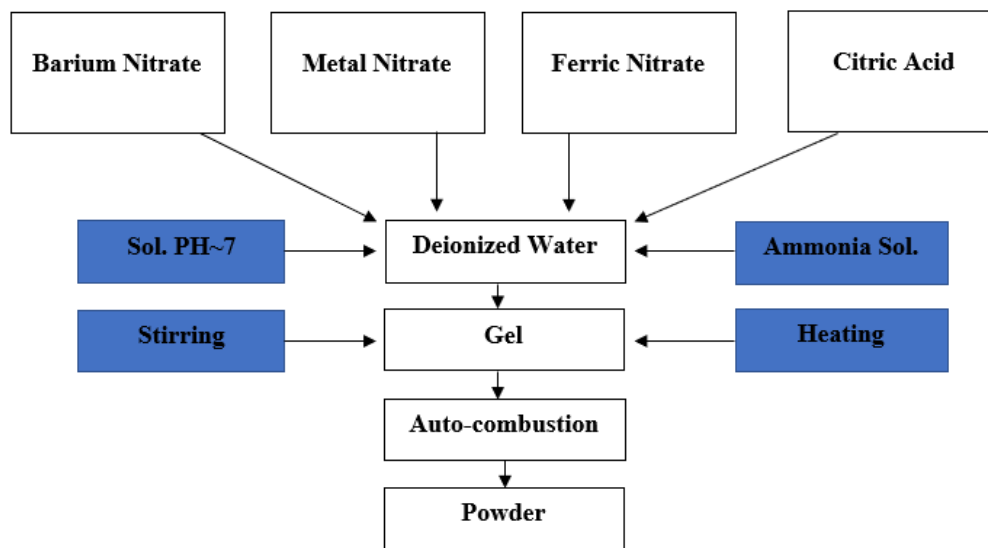 Barium Nitrate
Metal Nitrate
Ferric Nitrate
Citric Acid
Sol. PH~7
Deionized Water
Ammonia Sol.
Stirring
Gel
Heating
Auto-combustion
Powder